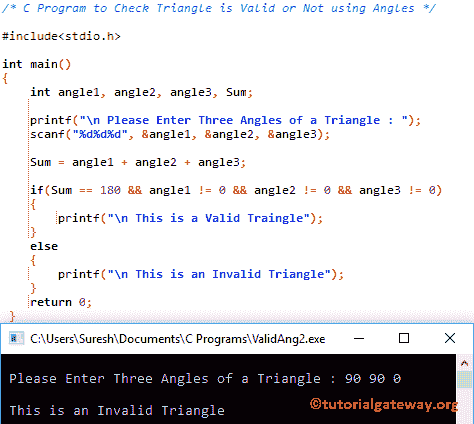 /* C Program to Check Triangle is Valid or Not using Angles */
#include<stdio.h>
int main()
{
int angle1, angle2, angle3, Sum;
printf("\n Please Enter Three Angles of a Triangle : ");
scanf("%d%d%d", &angle1, &angle2, &angle3);
Sum = angle1 + angle2 + angle3;
if(Sum == 180 && angle1 != 0 && angle2 != 0 && angle3 != 0)
{
printf("\n This is a Valid Traingle");
}
else
{
printf("\n This is an Invalid Triangle");
}
return 0;
}
C:\Users\Suresh\Documents\C Programs\ValidAng2.exe
Please Enter Three Angles of a Triangle : 90 90 0
This is an Invalid Triangle
©tutorialgateway.org